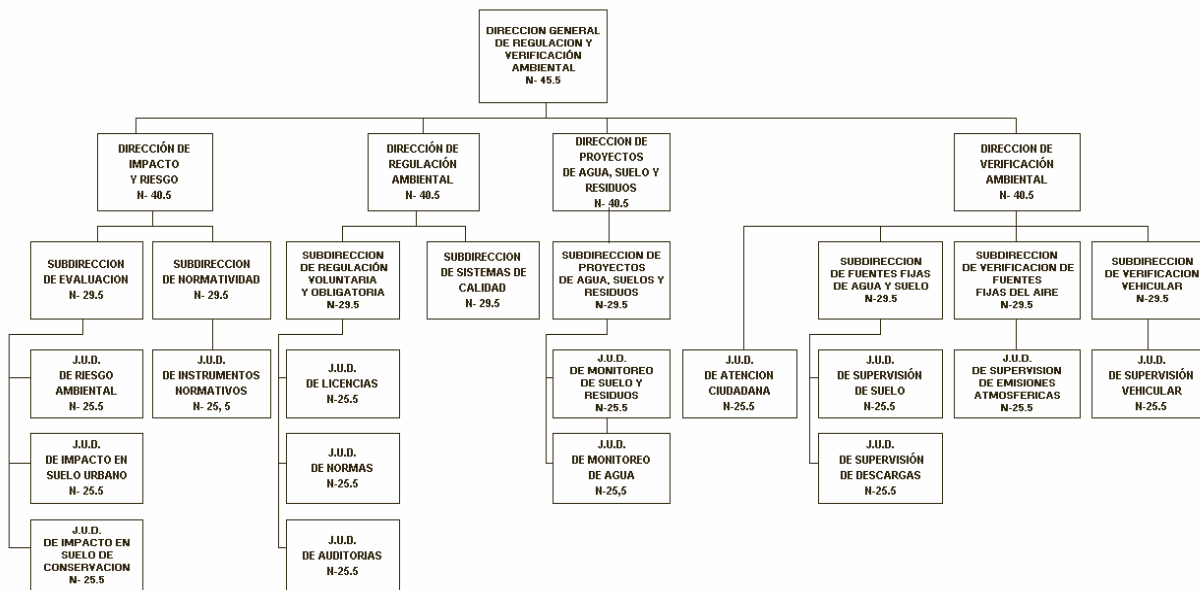 DIRECCION GENERAL
DE REGULACION Y
VERIFICACIÓN
AMBIENTAL
N- 45.5
DIRECCIÓN DE
IMPACTO
Y RIESGO
N- 40.5
DIRECCIÓN DE
REGULACIÓN
AMBIENTAL
N- 40.5
DIRECCION DE
PROYECTOS
DE AGUA, SUELO Y
RESIDUOS
N- 40.5
DIRECCION DE
VERIFICACIÓN
AMBIENTAL
N- 40.5
SUBDIRECCION
DE EVALUACION
N- 29.5
SUBDIRECCION
DE NORMATIVIDAD
N- 29.5
SUBDIRECCION
DE REGULACIÓN
VOLUNTARIA
Y OBLIGATORIA
N-29.5
SUBDIRECCION
DE SISTEMAS DE
CALIDAD
N- 29.5
SUBDIRECCION DE
PROYECTOS
DE AGUA, SUELOS Y
RESIDUOS
N-29.5
SUBDIRECCION
DE FUENTES FIJAS
DE AGUA Y SUELO
N-29.5
SUBDIRECCION
DE VERIFICACION DE
FUENTES
FIJAS DEL AIRE
N-29.5
SUBDIRECCION
DE VERIFICACION
VEHICULAR
N-29.5
J.U.D.
DE RIESGO
AMBIENTAL
N- 25.5
J.U.D.
DE INSTRUMENTOS
NORMATIVOS
N- 25, 5
J.U.D.
DE LICENCIAS
N-25.5
J.U.D.
DE MONITOREO
DE SUELO Y
RESIDUOS
N-25.5
J.U.D.
DE ATENCION
CIUDADANA
N-25.5
J.U.D.
DE SUPERVISIÓN
DE SUELO
N-25.5
J.U.D.
DE SUPERVISION
DE EMISIONES
ATMOSFERICAS
N-25.5
J.U.D.
DE SUPERVISIÓN
VEHICULAR
N-25.5
J.U.D.
DE IMPACTO EN
SUELO URBANO
N- 25.5
J.U.D.
DE NORMAS
N-25.5
J.U.D.
DE MONITOREO
DE AGUA
N-25,5
J.U.D.
DE SUPERVISIÓN
DE DESCARGAS
N-25.5
J.U.D.
DE IMPACTO EN
SUELO DE
CONSERVACION
N- 25.5
J.U.D.
DE AUDITORIAS
N-25.5